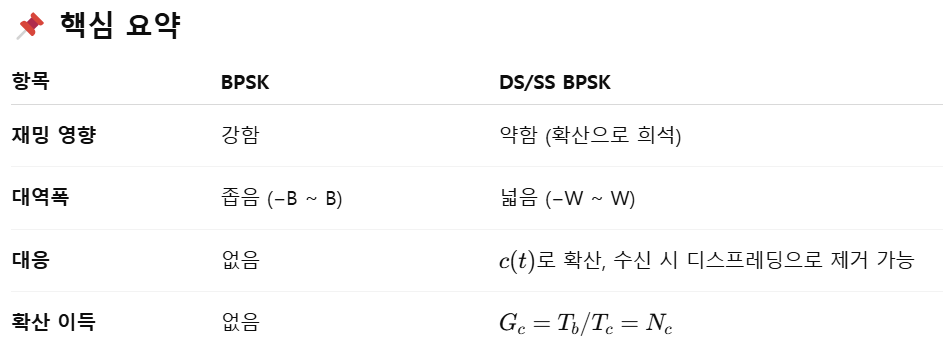 📌 핵심 요약
항목 BPSK DS/SS BPSK
재밍 영향 강함 약함 (확산으로 희석)
대역폭 좁음 (−B ~ B) 넓음 (−W ~ W)
대응 없음 c(t)로 확산, 수신 시 디스프레딩으로 제거 가능
확산 이득 없음 G_c = T_b/T_c = N_c